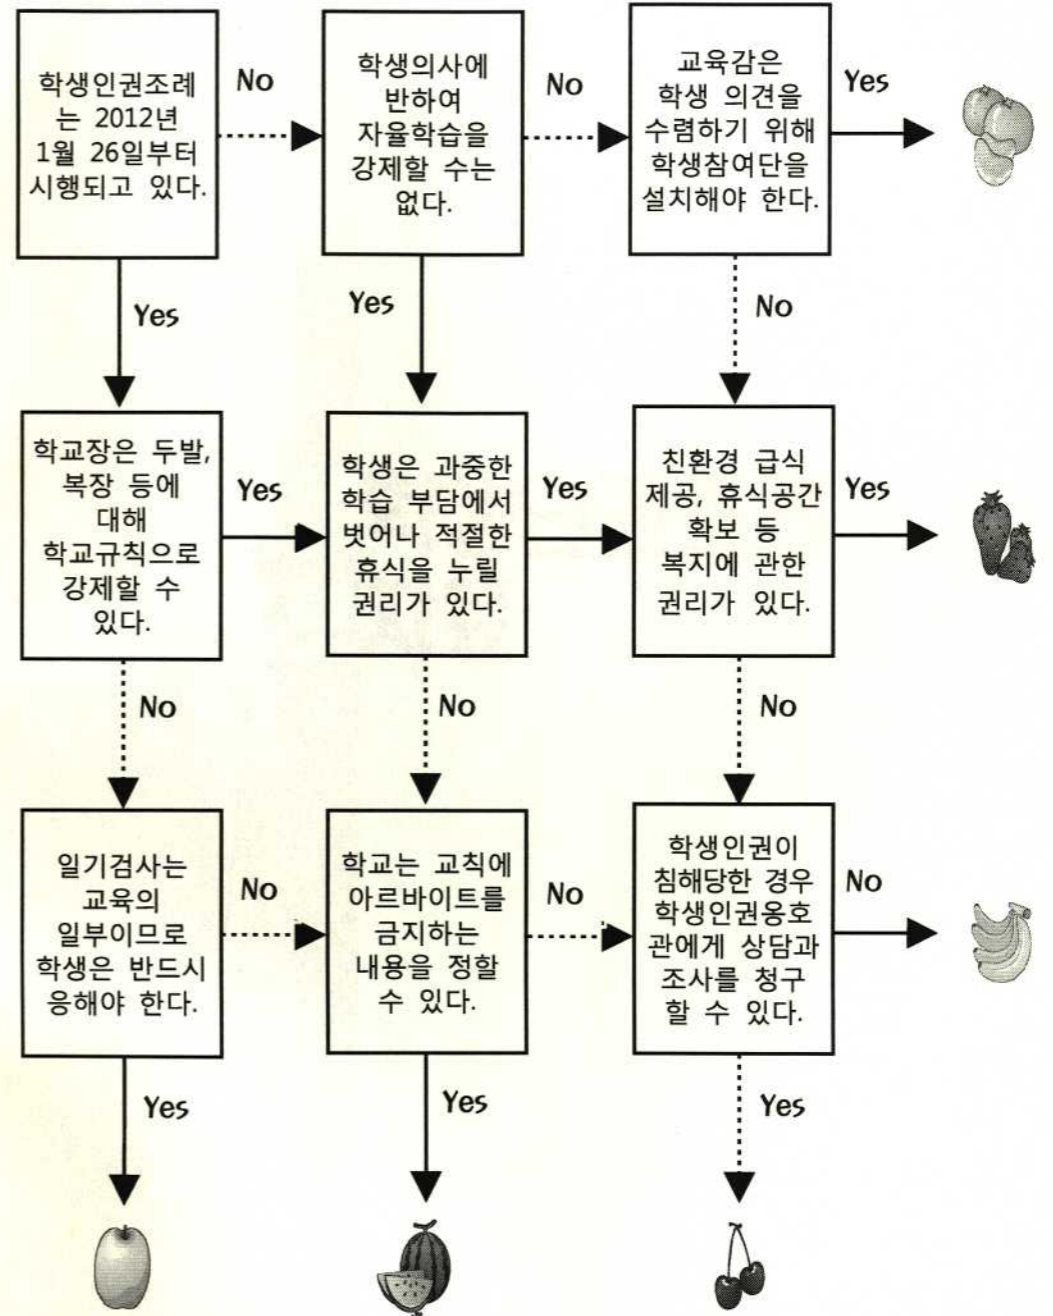 학생인권조례
는 2012년
1월 26일부터
시행되고 있다.
No
학생의사에
반하여
자율학습을
강제할 수는
없다.
No
교육감은
학생 의견을
수렴하기 위해
학생참여단을
설치해야 한다.
Yes
Yes
Yes
No
학교장은 두발,
복장 등에
대해
학교규칙으로
강제할 수
있다.
Yes
학생은 과중한
학습 부담에서
벗어나 적절한
휴식을 누릴
권리가 있다.
Yes
친환경 급식
제공, 휴식공간
확보 등
복지에 관한
권리가 있다.
Yes
No
No
No
일기검사는
교육의
일부이므로
학생은 반드시
응해야 한다.
No
학교는 교칙에
아르바이트를
금지하는
내용을 정할
수 있다.
No
학생인권이
침해당한 경우
학생인권옹호
관에게 상담과
조사를 청구
할 수 있다.
No
Yes
Yes
Yes